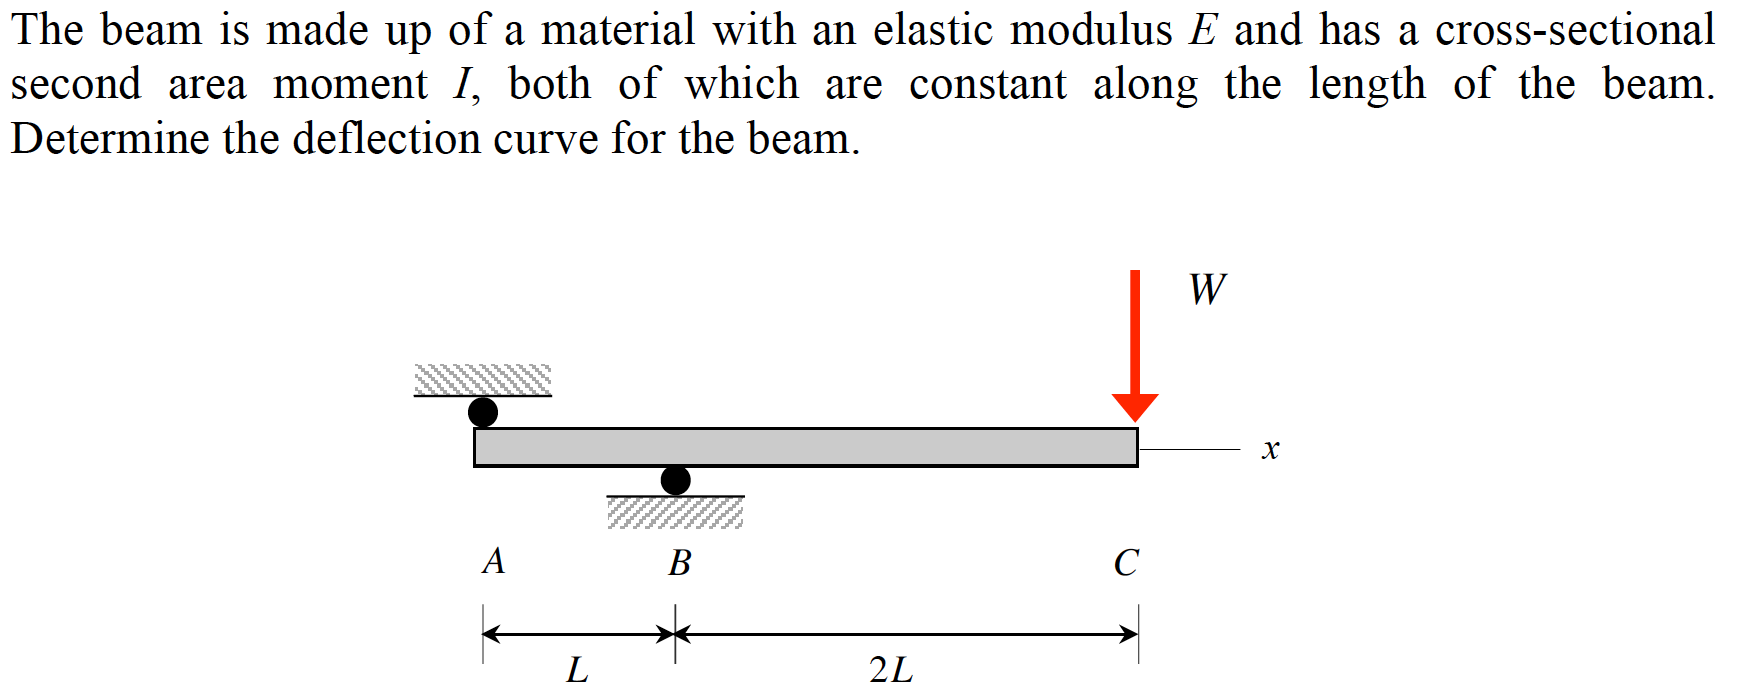 The beam is made up of a material with an elastic modulus E and has a cross-sectional
second area moment I, both of which are constant along the length of the beam.
Determine the deflection curve for the beam.
W
x
A B C
L 2L